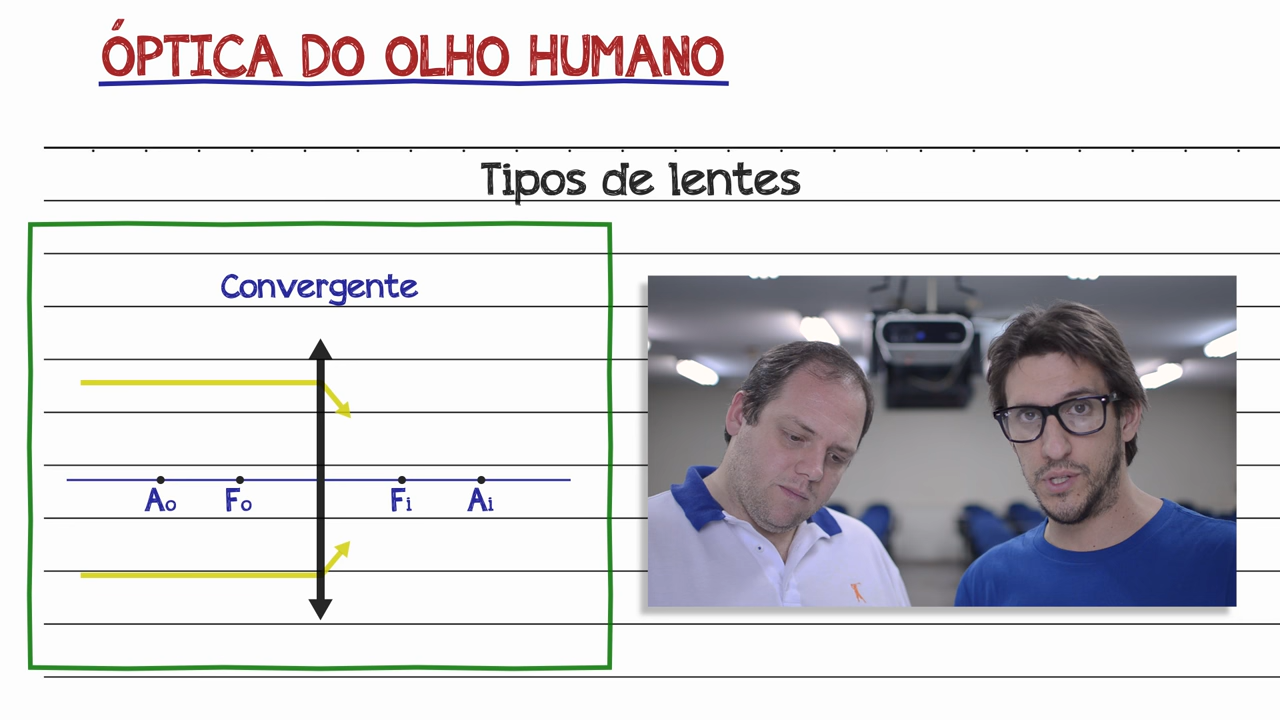 ÓPTICA DO OLHO HUMANO
Tipos de lentes
Convergente
Ao Fo Fi Ai